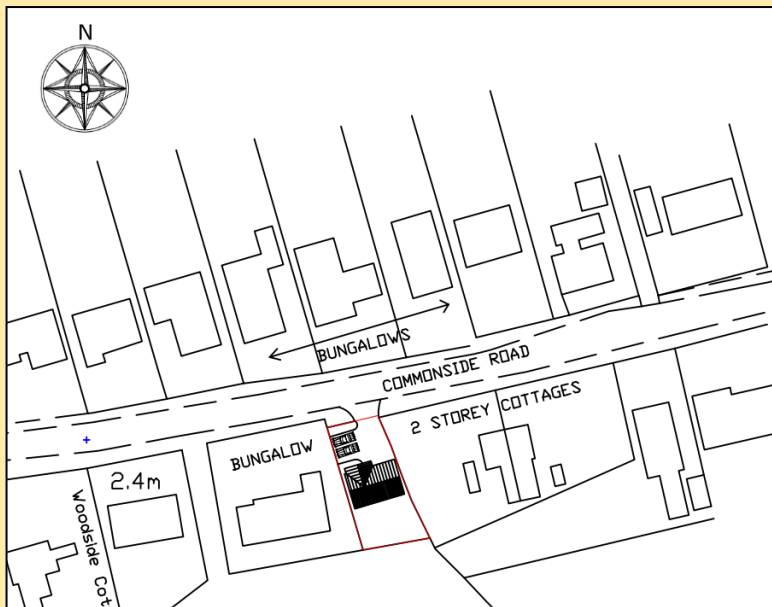 N
BUNGALOWS
COMMONSIDE ROAD
2 STOREY COTTAGES
BUNGALOW
2.4m
Woodside Cot